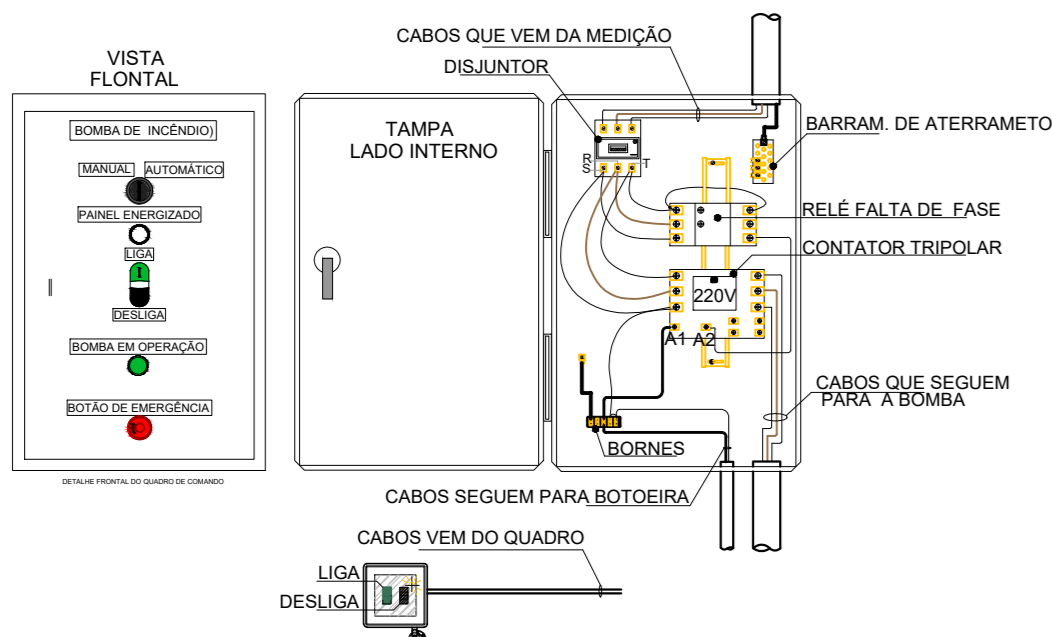 VISTA
FLONTAL
BOMBA DE INCÊNDIO)
MANUAL
AUTOMÁTICO
PAINEL ENERGIZADO
LIGA
I
DESLIGA
BOMBA EM OPERAÇÃO
BOTÃO DE EMERGÊNCIA
DETALHE FRONTAL DO QUADRO DE COMANDO
TAMPA
LADO INTERNO
CABOS QUE VEM DA MEDIÇÃO
DISJUNTOR
R
S
T
BARRAM. DE ATERRAMETO
RELÉ FALTA DE FASE
CONTATOR TRIPOLAR
220V
A1 A2
CABOS QUE SEGUEM
PARA A BOMBA
BORNES
CABOS SEGUEM PARA BOTOEIRA
CABOS VEM DO QUADRO
LIGA
DESLIGA